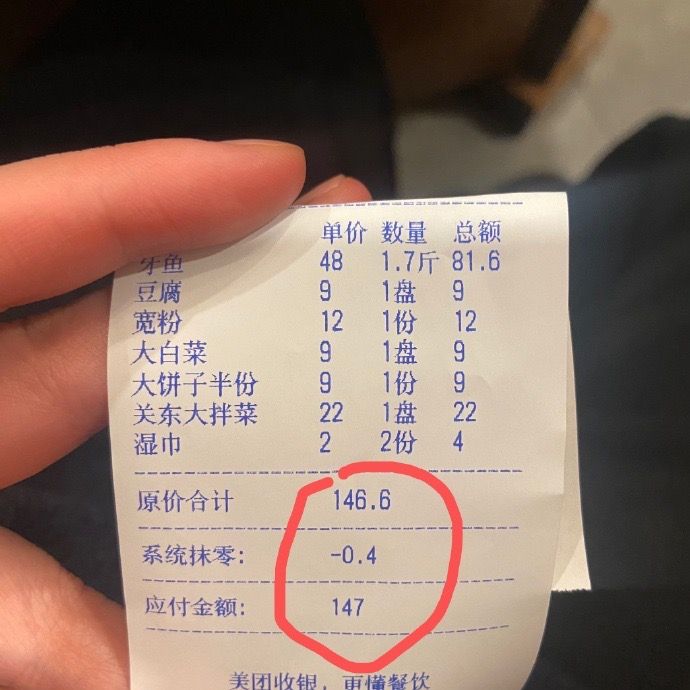 单价 数量 总额
牙鱼 48 1.7斤 81.6
豆腐 9 1盘 9
宽粉 12 1份 12
大白菜 9 1盘 9
大饼子半份 9 1份 9
关东大拌菜 22 1盘 22
湿巾 2 2份 4
原价合计 146.6
系统抹零: -0.4
应付金额: 147
美团收银，更懂餐饮